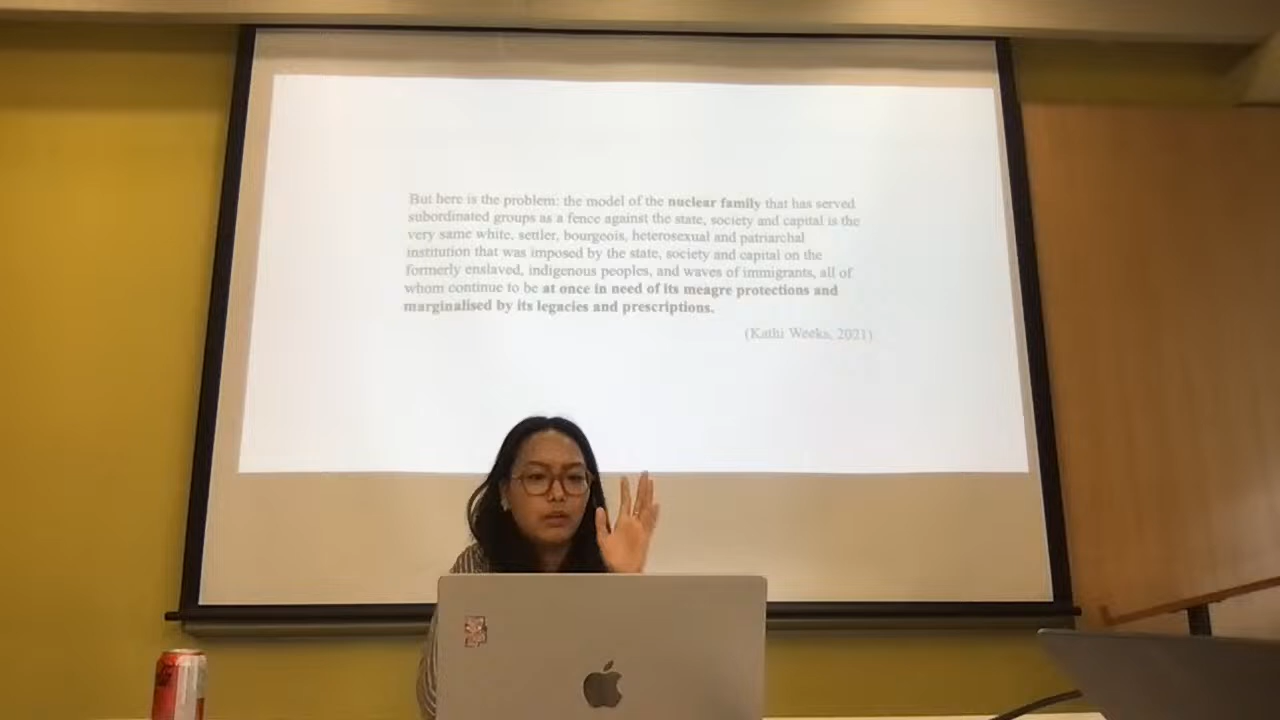 But here is the problem: the model of the nuclear family that has served
subordinated groups as a fence against the state, society and capital is the
very same white, settler, bourgeois, heterosexual and patriarchal
institution that was imposed by the state, society and capital on the
formerly enslaved, indigenous peoples, and waves of immigrants, all of
whom continue to be at once in need of its meagre protections and
marginalised by its legacies and prescriptions.
(Kathi Weeks, 2021)